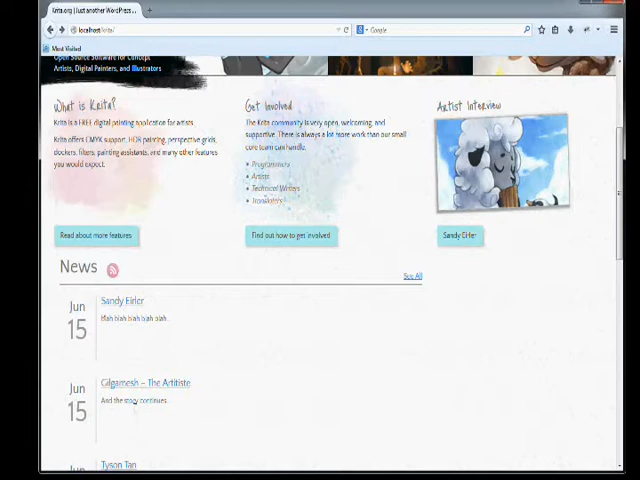 Krita.org | Just another WordPress ...
localhost/krita/
Google
Most Visited
Open Source Software for Concept
Artists, Digital Painters, and Illustrators
What is Krita?
Krita is a FREE digital painting application for artists.
Krita offers CMYK support, HDR painting, perspective grids,
dockers, filters, painting assistants, and many other features
you would expect.
Read about more features
Get Involved
The Krita community is very open, welcoming, and
supportive. There is always a lot more work than our small
core team can handle.
Programmers
Artists
Technical Writers
Translators
Find out how to get involved
Artist Interview
Sandy Eirler
News
See All
Jun
15
Sandy Eirler
Blah blah blah blah blah.
Jun
15
Gilgamesh – The Artitiste
And the story continues
Jun
Tyson Tan